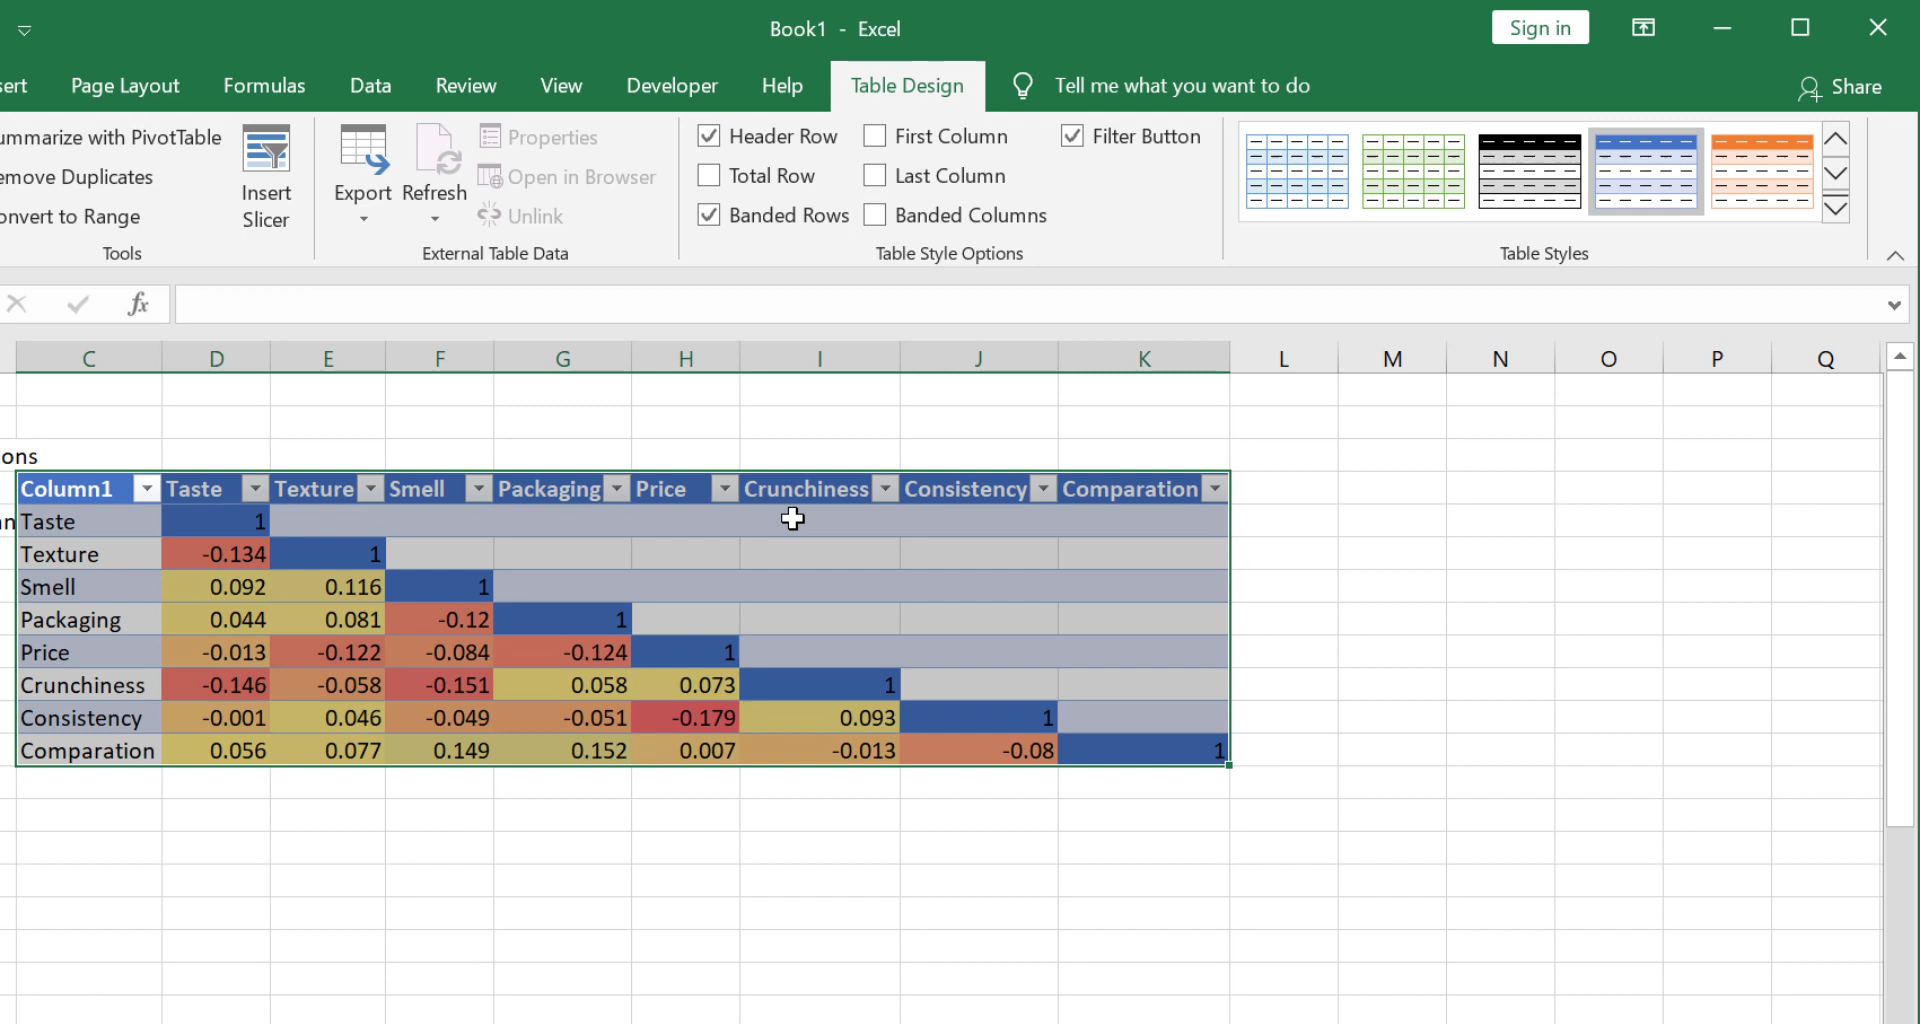 Book1 - Excel
Sign in
ert Page Layout Formulas Data Review View Developer Help Table Design Tell me what you want to do Share
ummarize with PivotTable
emove Duplicates
onvert to Range
Tools
Insert
Slicer
Export Refresh
Properties
Open in Browser
Unlink
External Table Data
Header Row First Column Filter Button
Total Row Last Column
Banded Rows Banded Columns
Table Style Options
Table Styles
fx
C D E F G H I J K L M N O P Q
ons
Column1 Taste Texture Smell Packaging Price Crunchiness Consistency Comparation
an Taste 1
Texture -0.134 1
Smell 0.092 0.116 1
Packaging 0.044 0.081 -0.12 1
Price -0.013 -0.122 -0.084 -0.124 1
Crunchiness -0.146 -0.058 -0.151 0.058 0.073 1
Consistency -0.001 0.046 -0.049 -0.051 -0.179 0.093 1
Comparation 0.056 0.077 0.149 0.152 0.007 -0.013 -0.08 1